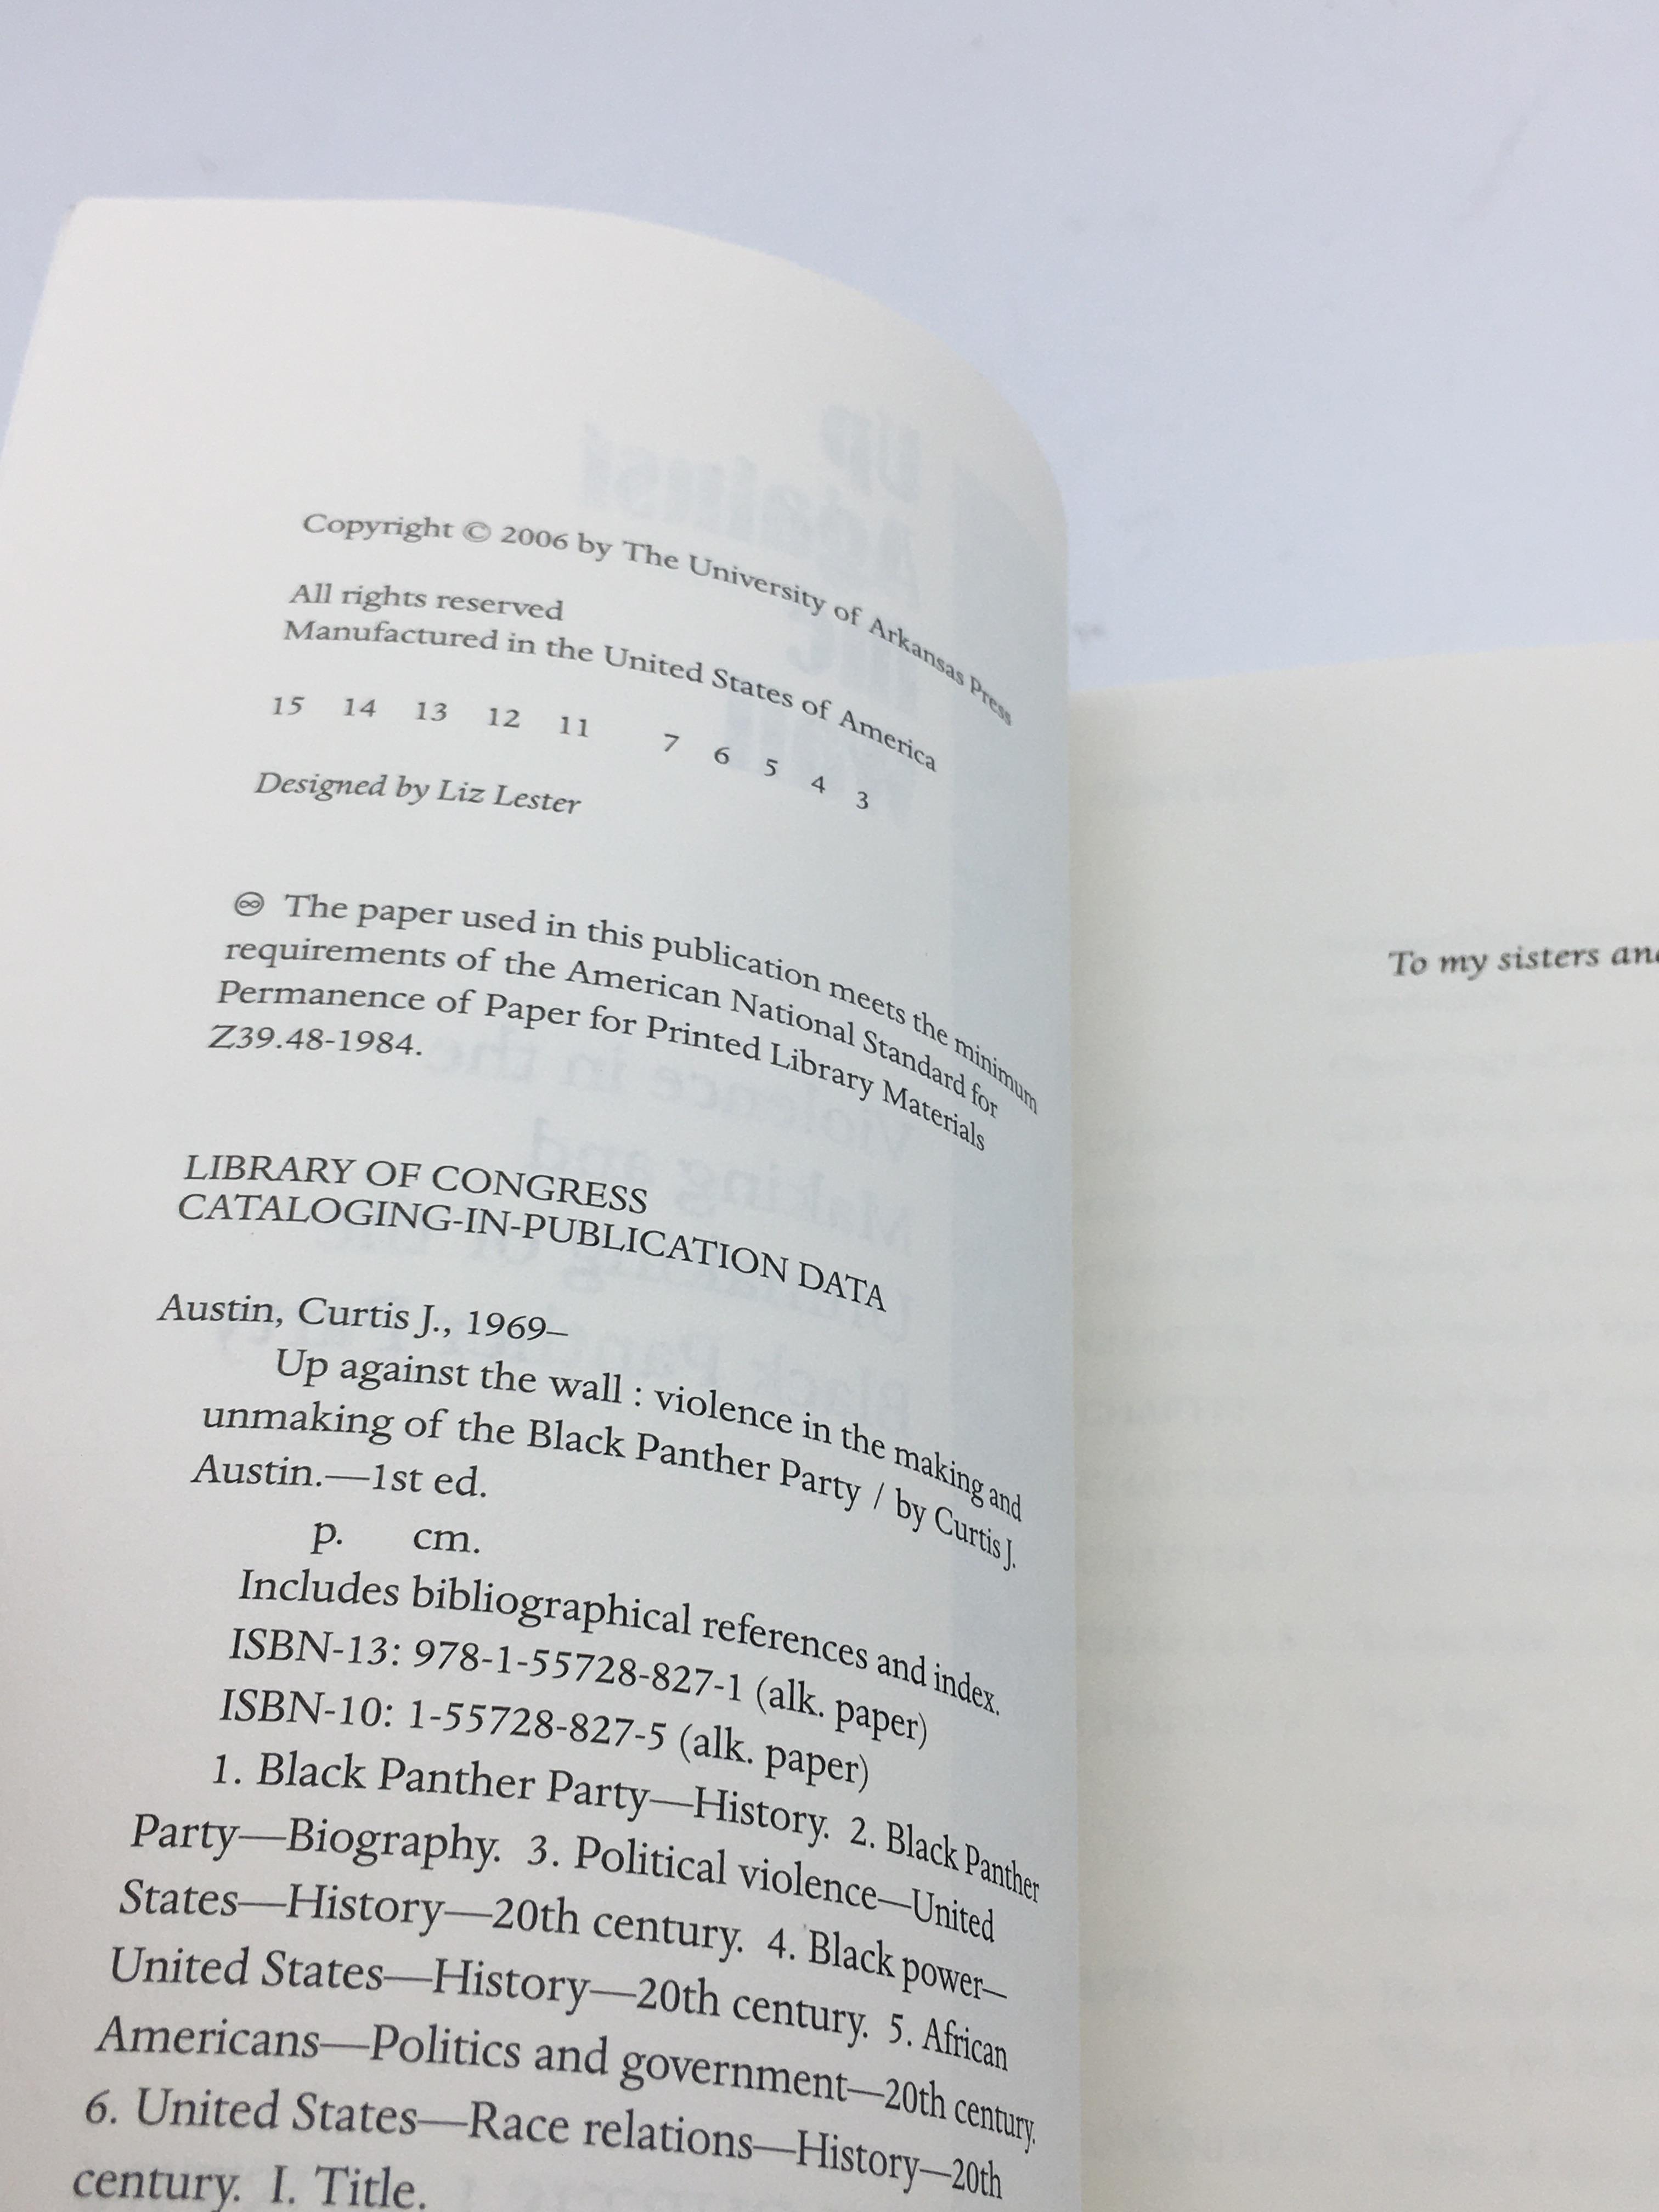 Copyright © 2006 by The University of Arkansas Press
All rights reserved
Manufactured in the United States of America
15 14 13 12 11 7 6 5 4 3
Designed by Liz Lester
♾ The paper used in this publication meets the minimum
requirements of the American National Standard for
Permanence of Paper for Printed Library Materials
Z39.48-1984.
LIBRARY OF CONGRESS
CATALOGING-IN-PUBLICATION DATA
Austin, Curtis J., 1969–
Up against the wall : violence in the making and
unmaking of the Black Panther Party / by Curtis J.
Austin.—1st ed.
p. cm.
Includes bibliographical references and index.
ISBN-13: 978-1-55728-827-1 (alk. paper)
ISBN-10: 1-55728-827-5 (alk. paper)
1. Black Panther Party—History. 2. Black Panther
Party—Biography. 3. Political violence—United
States—History—20th century. 4. Black power—
United States—History—20th century. 5. African
Americans—Politics and government—20th century.
6. United States—Race relations—History—20th
century. I. Title.
To my sisters and